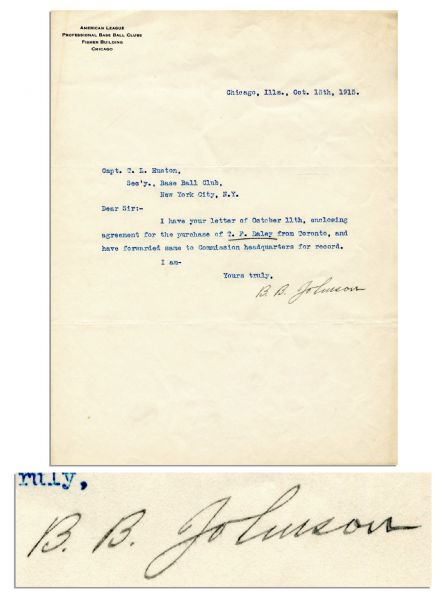 AMERICAN LEAGUE
PROFESSIONAL BASE BALL CLUBS
FISHER BUILDING
CHICAGO
Chicago, Ills., Oct. 15th, 1915.
Capt. T. L. Huston,
Sec'y., Base Ball Club,
New York City, N.Y.
Dear Sir:-
I have your letter of October 11th, enclosing
agreement for the purchase of T. P. Daley from Toronto, and
have forwarded same to Commission headquarters for record.
I am-
Yours truly,
B. B. Johnson
ruly,
B. B. Johnson